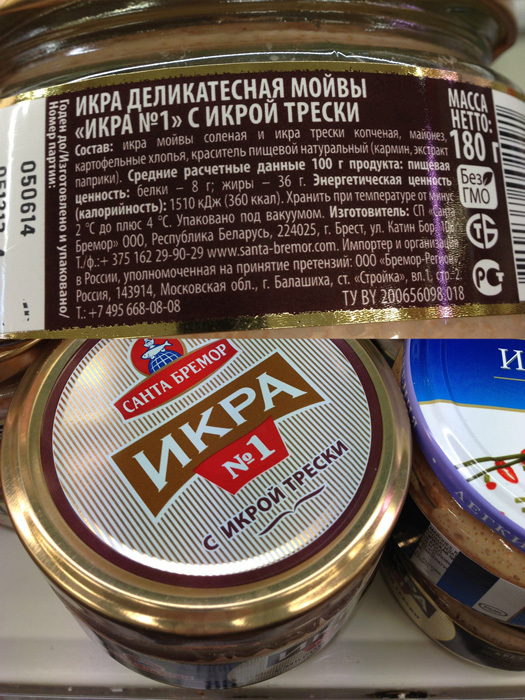 ИКРА ДЕЛИКАТЕСНАЯ МОЙВЫ
«ИКРА №1» С ИКРОЙ ТРЕСКИ
Состав: икра мойвы соленая и икра трески копченая, майонез,
картофельные хлопья, краситель пищевой натуральный (кармин, экстракт
паприки). Средние расчетные данные 100 г продукта: пищевая
ценность: белки – 8 г; жиры – 36 г. Энергетическая ценность
(калорийность): 1510 кДж (360 ккал). Хранить при температуре от минус
2 °С до плюс 4 °С. Упаковано под вакуумом. Изготовитель: СП «Санта
Бремор» ООО, Республика Беларусь, 224025, г. Брест, ул. Катин Бор
Т./ф.:+ 375 162 29-90-29 www.santa-bremor.com. Импортер и организация
в России, уполномоченная на принятие претензий: ООО «Бремор-Регион»,
Россия, 143914, Московская обл., г. Балашиха, ст. «Стройка», вл.1, стр.2.
Т.:+7 495 668-08-08
ТУ BY 200656098.018
МАССА
НЕТТО:
180 г
Без
ГМО
Годен до/Изготовлено и упаковано/
Номер партии:
050614
САНТА БРЕМОР
ИКРА
№1
С ИКРОЙ ТРЕСКИ